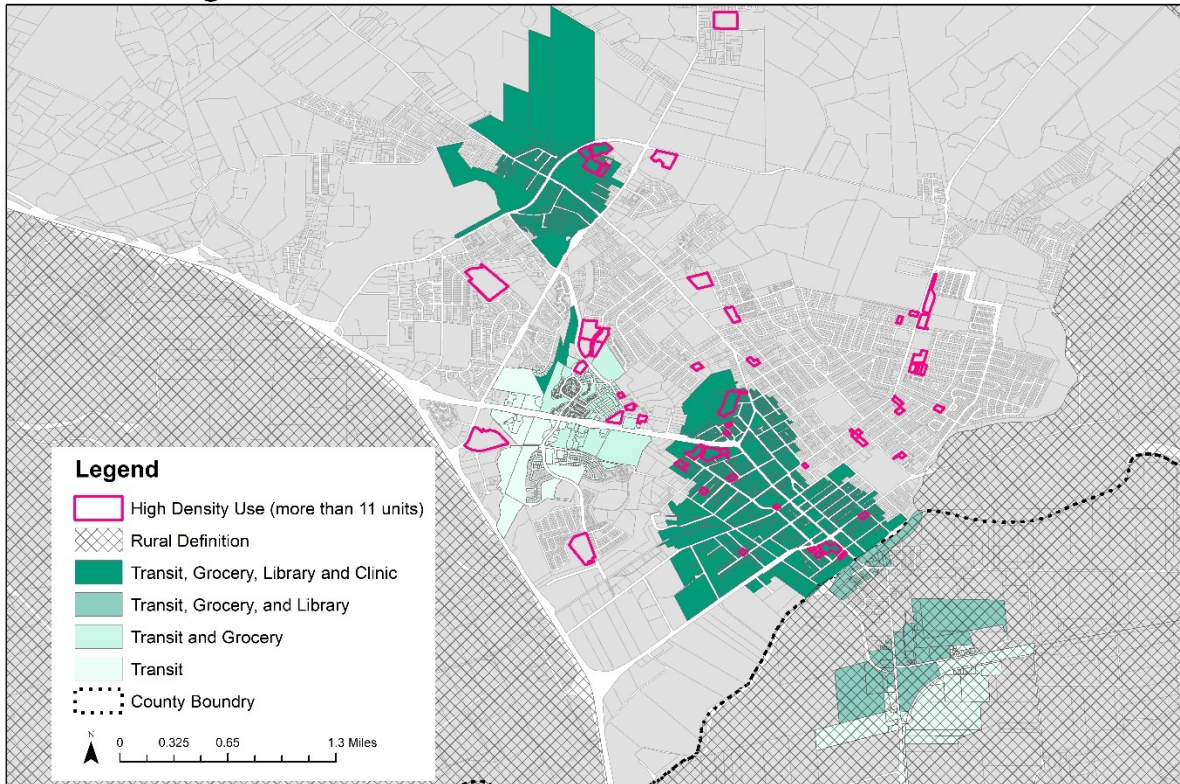 Legend
High Density Use (more than 11 units)
Rural Definition
Transit, Grocery, Library and Clinic
Transit, Grocery, and Library
Transit and Grocery
Transit
County Boundry
N
0 0.325 0.65 1.3 Miles